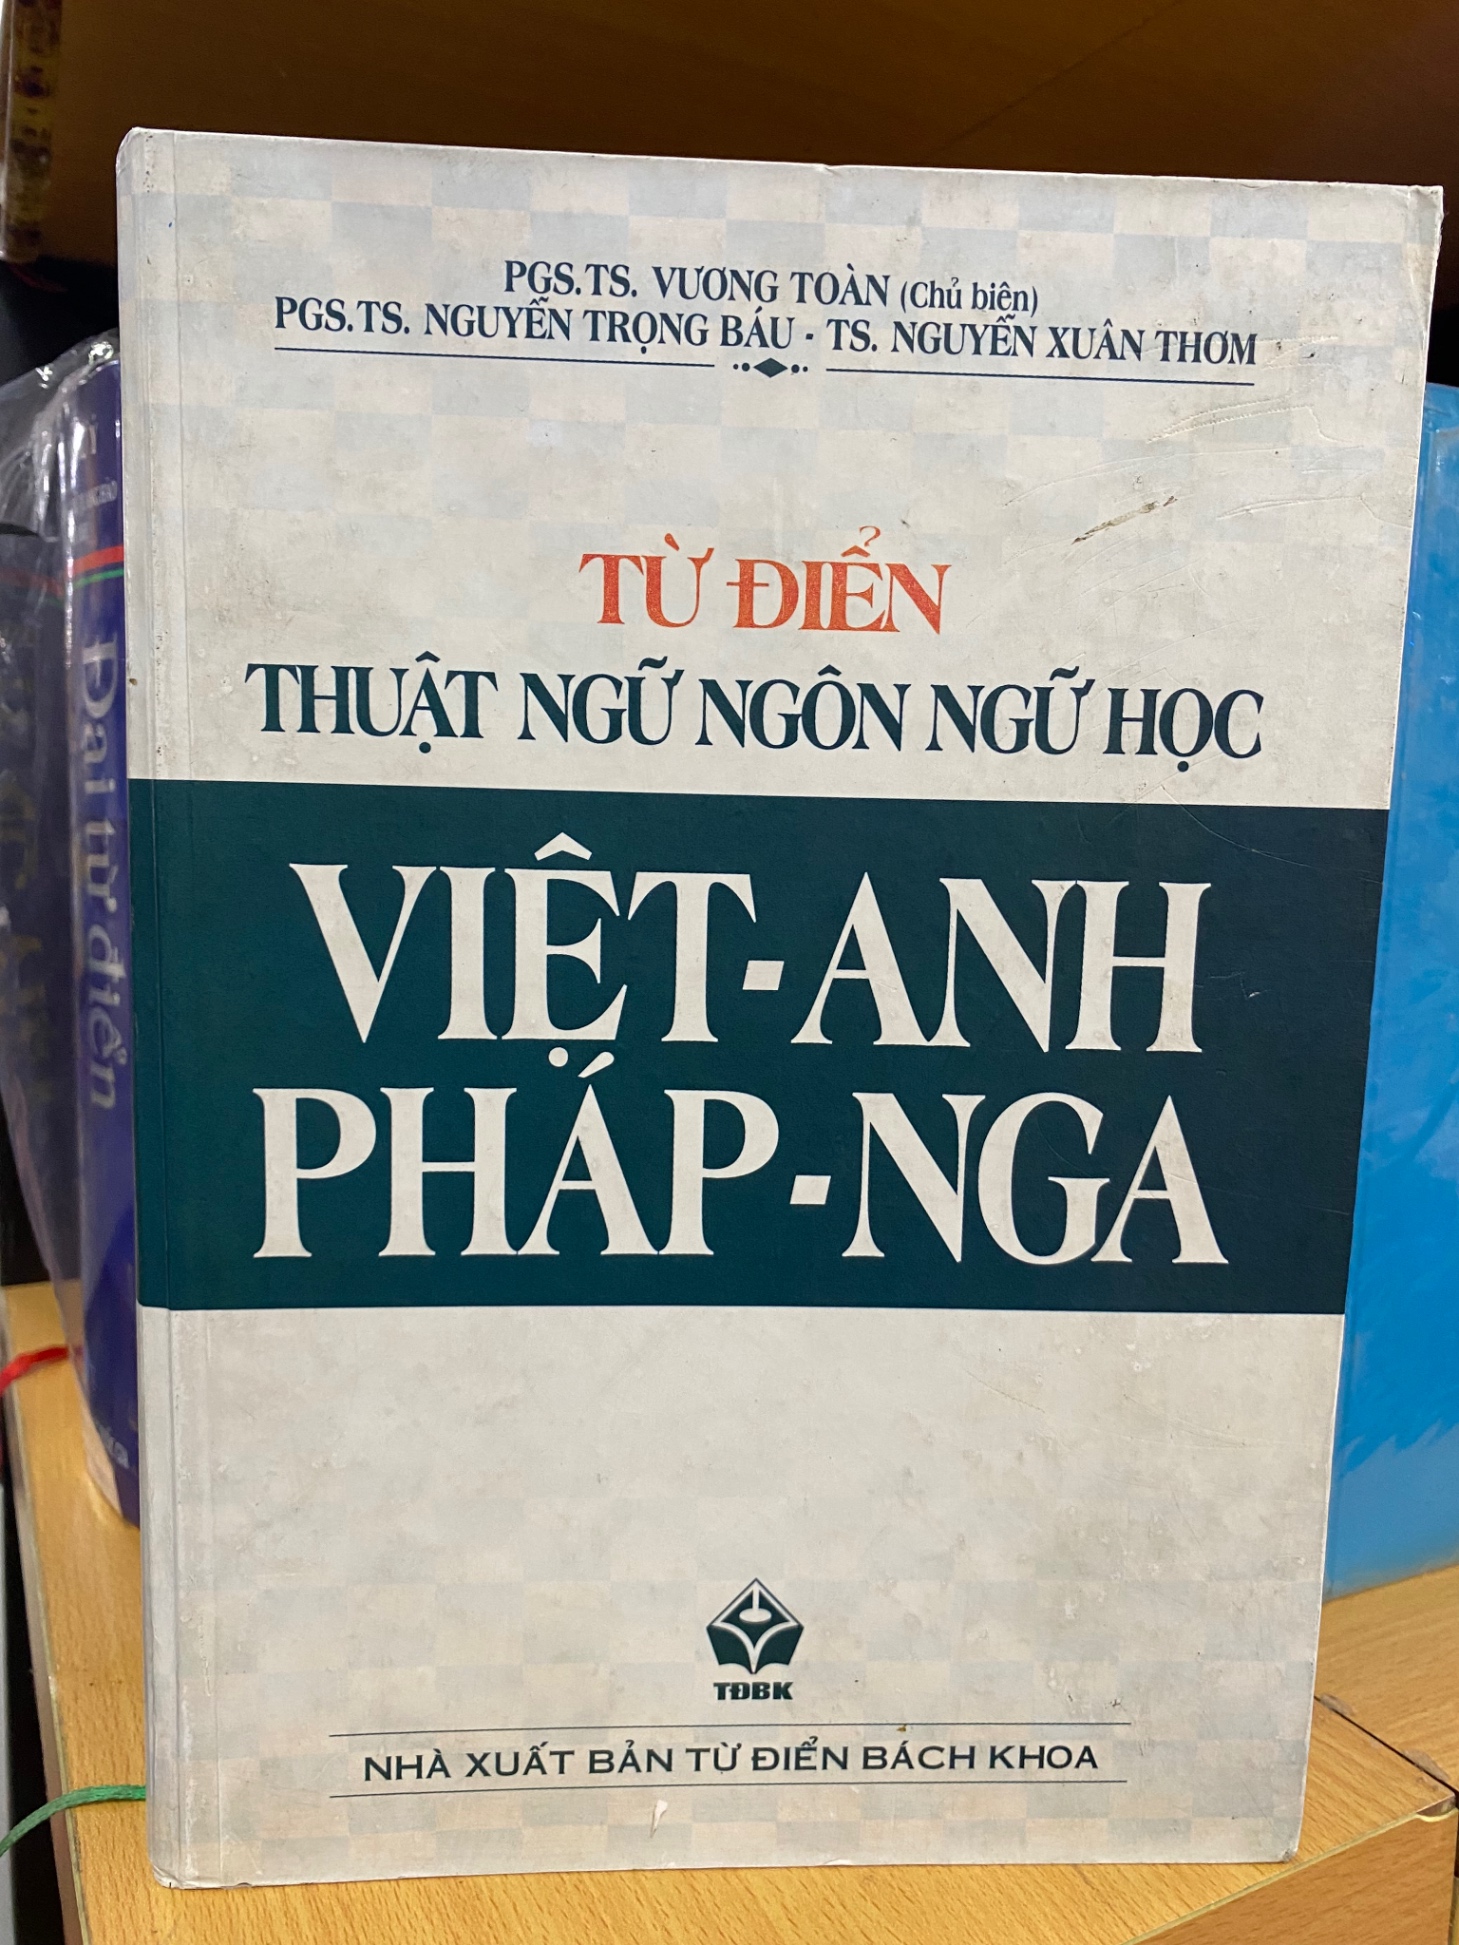 PGS.TS. VƯƠNG TOÀN (Chủ biên)
PGS.TS. NGUYỄN TRỌNG BÁU - TS. NGUYỄN XUÂN THƠM
TỪ ĐIỂN
THUẬT NGỮ NGÔN NGỮ HỌC
VIỆT-ANH
PHÁP-NGA
TĐBK
NHÀ XUẤT BẢN TỪ ĐIỂN BÁCH KHOA
Đại từ điển